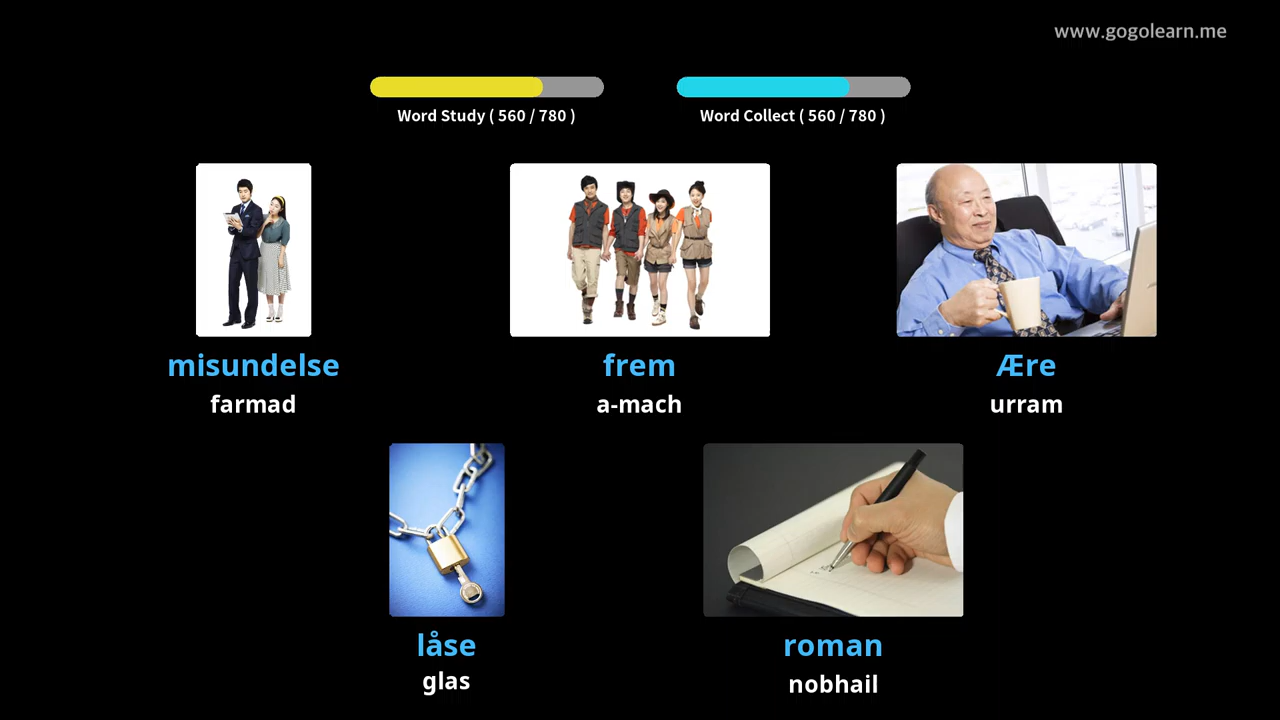 www.gogolearn.me
Word Study ( 560 / 780 )
Word Collect ( 560 / 780 )
misundelse
farmad
frem
a-mach
Ære
urram
låse
glas
roman
nobhail